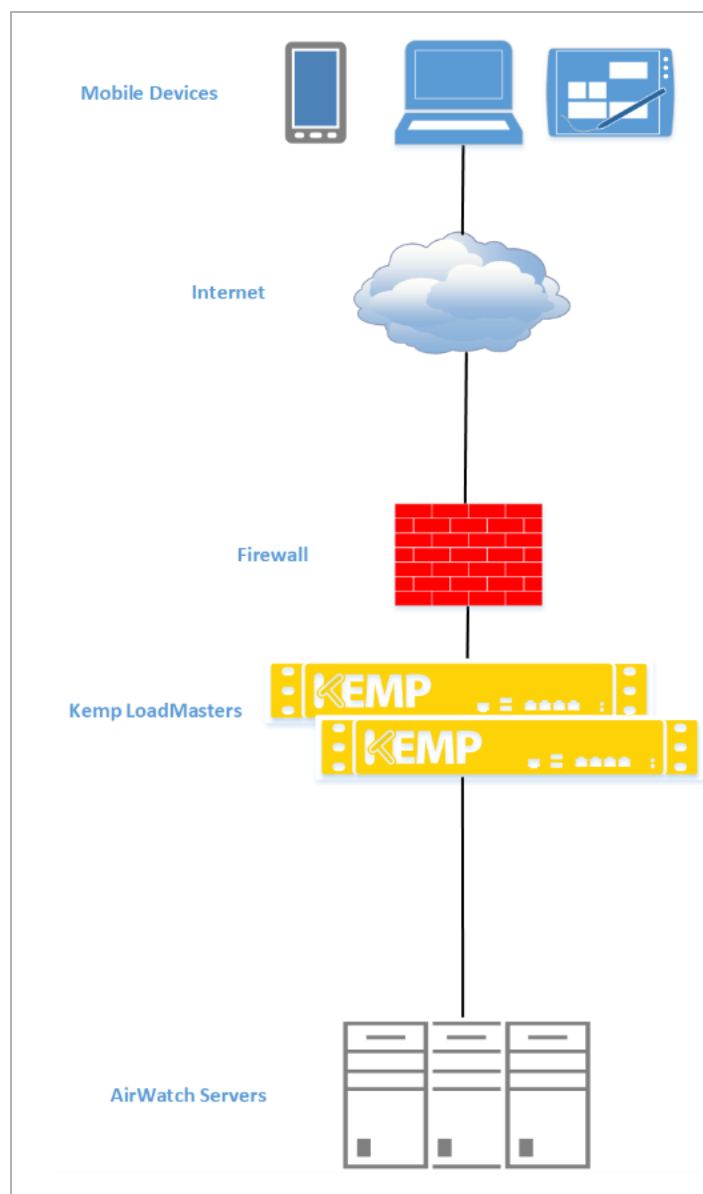 Mobile Devices
Internet
Firewall
Kemp LoadMasters
KEMP
KEMP
AirWatch Servers